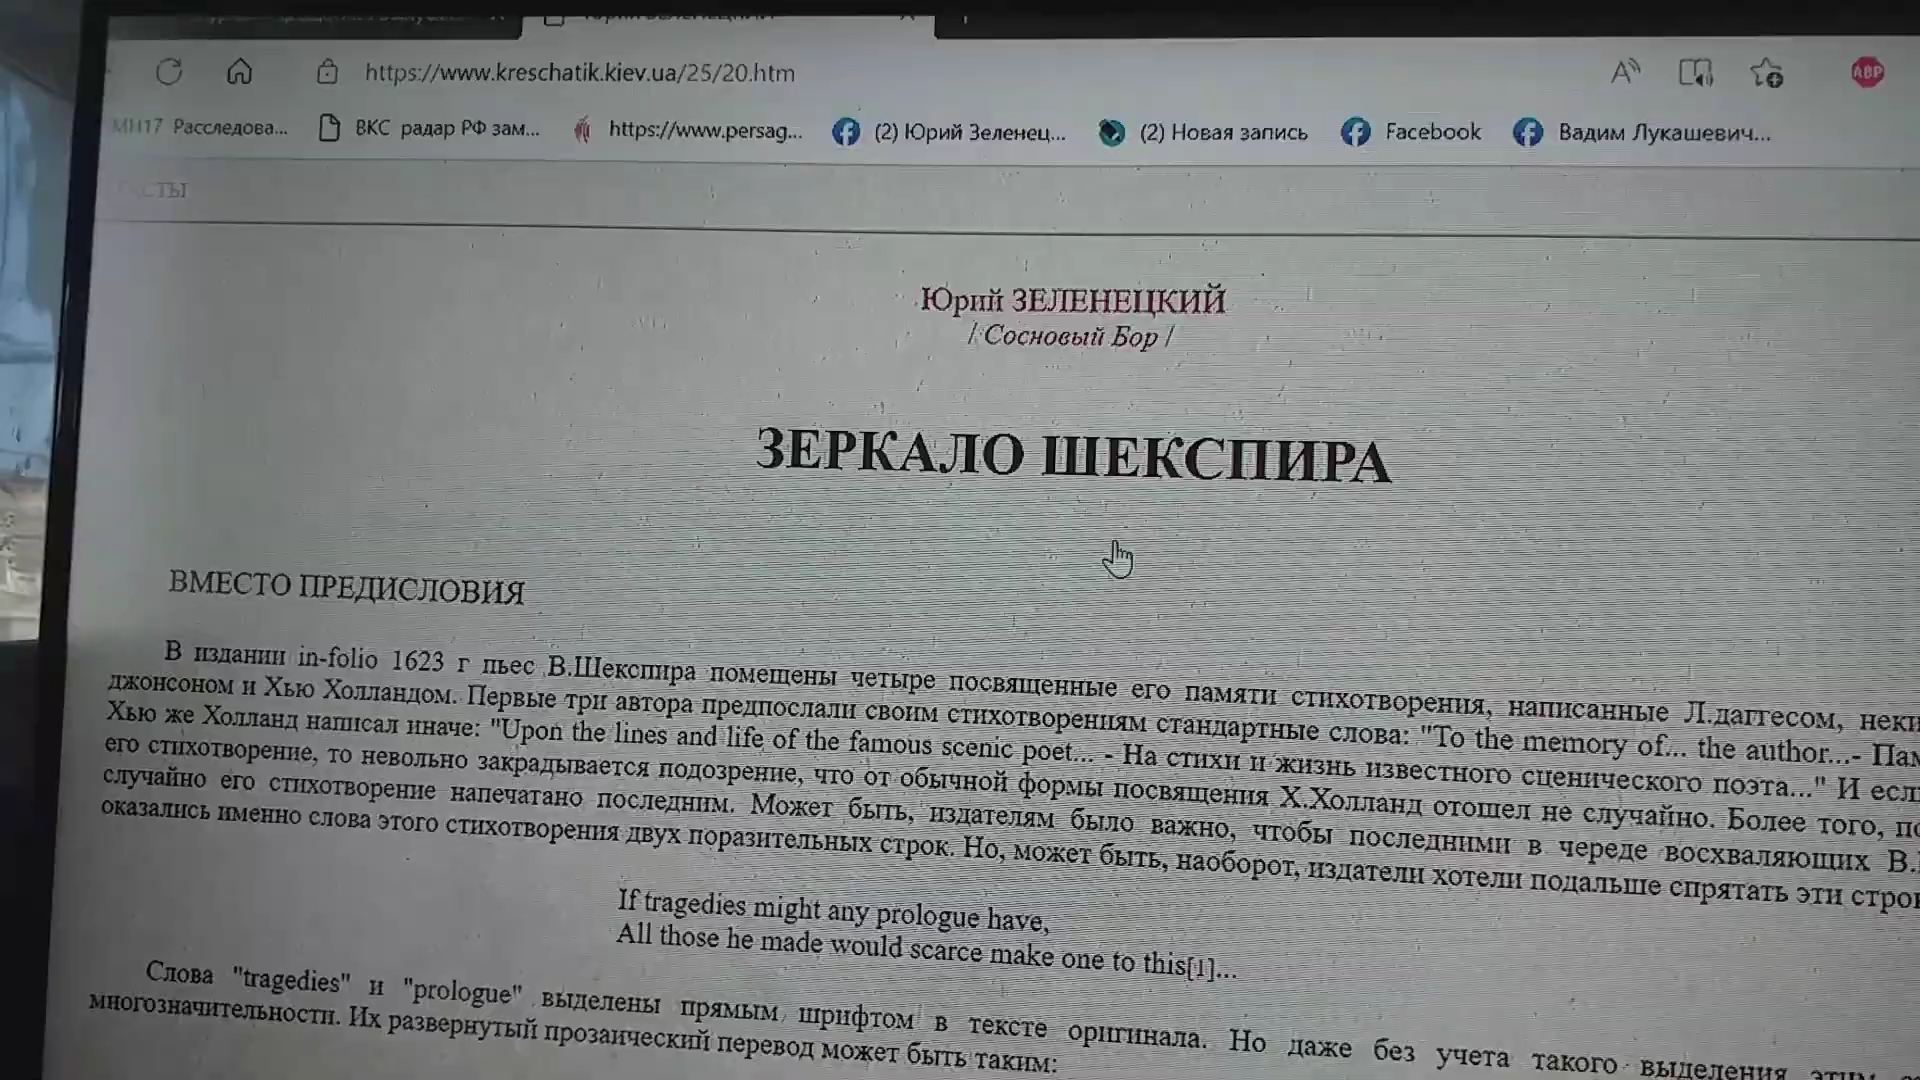 https://www.kreschatik.kiev.ua/25/20.htm
МН17 Расследова... ВКС радар РФ зам... https://www.persag... (2) Юрий Зеленец... (2) Новая запись Facebook Вадим Лукашевич...
Юрий ЗЕЛЕНЕЦКИЙ
/ Сосновый Бор /
ЗЕРКАЛО ШЕКСПИРА
ВМЕСТО ПРЕДИСЛОВИЯ
В издании in-folio 1623 г пьес В.Шекспира помещены четыре посвященные его памяти стихотворения, написанные Л.даггесом,
джонсоном и Хью Холландом. Первые три автора предпослали своим стихотворениям стандартные слова: "To the memory of... the author...-
Хью же Холланд написал иначе: "Upon the lines and life of the famous scenic poet... - На стихи и жизнь известного сценического поэта..." И
его стихотворение, то невольно закрадывается подозрение, что от обычной формы посвящения Х.Холланд отошел не случайно. Более того,
случайно его стихотворение напечатано последним. Может быть, издателям было важно, чтобы последними в череде восхваляющих В.
оказались именно слова этого стихотворения двух поразительных строк. Но, может быть, наоборот, издатели хотели подальше спрятать эти
If tragedies might any prologue have,
All those he made would scarce make one to this[1]...
Слова "tragedies" и "prologue" выделены прямым шрифтом в тексте оригинала. Но даже без учета такого выделения этим
многозначительности. Их развернутый прозаический перевод может быть таким: